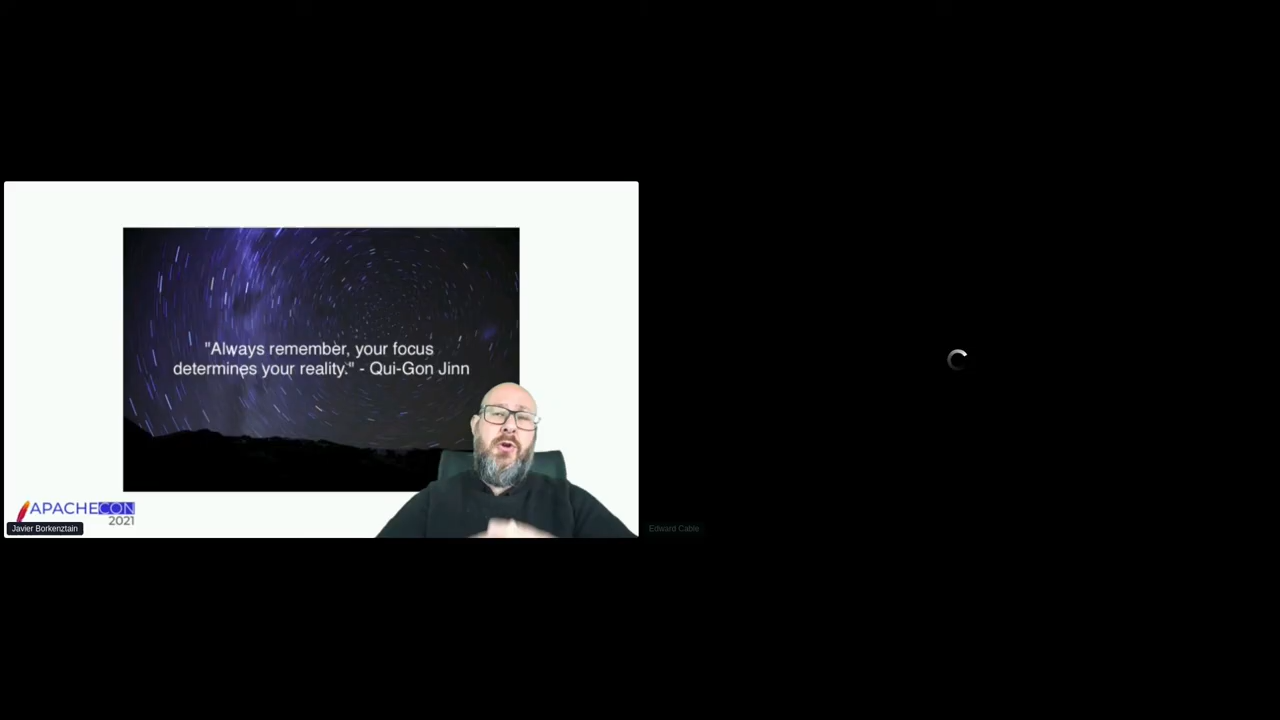 "Always remember, your focus
determines your reality." - Qui-Gon Jinn
APACHECON
2021
Javier Borkenztain
Edward Cable